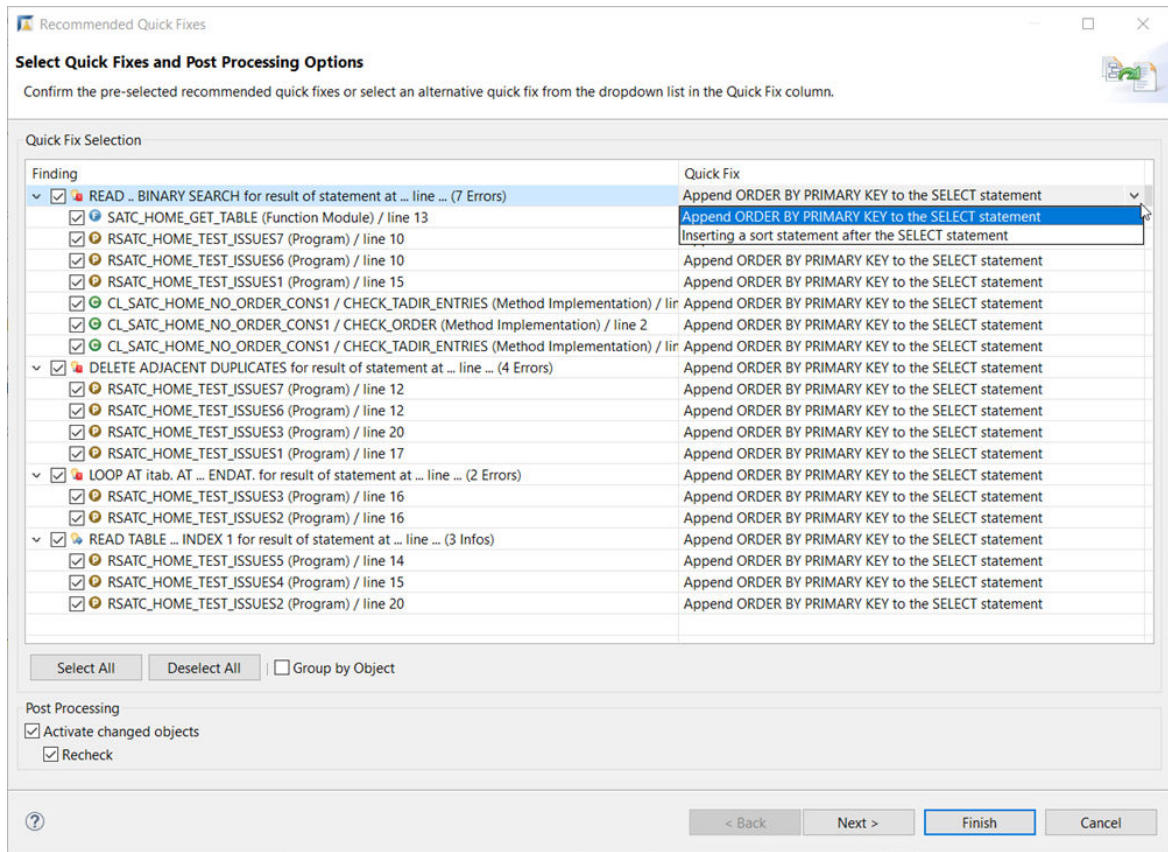 Recommended Quick Fixes
Select Quick Fixes and Post Processing Options
Confirm the pre-selected recommended quick fixes or select an alternative quick fix from the dropdown list in the Quick Fix column.
Quick Fix Selection
Finding Quick Fix
READ .. BINARY SEARCH for result of statement at ... line ... (7 Errors) Append ORDER BY PRIMARY KEY to the SELECT statement
SATC_HOME_GET_TABLE (Function Module) / line 13 Append ORDER BY PRIMARY KEY to the SELECT statement
RSATC_HOME_TEST_ISSUES7 (Program) / line 10 Inserting a sort statement after the SELECT statement
RSATC_HOME_TEST_ISSUES6 (Program) / line 10 Append ORDER BY PRIMARY KEY to the SELECT statement
RSATC_HOME_TEST_ISSUES1 (Program) / line 15 Append ORDER BY PRIMARY KEY to the SELECT statement
CL_SATC_HOME_NO_ORDER_CONS1 / CHECK_TADIR_ENTRIES (Method Implementation) / lin Append ORDER BY PRIMARY KEY to the SELECT statement
CL_SATC_HOME_NO_ORDER_CONS1 / CHECK_ORDER (Method Implementation) / line 2 Append ORDER BY PRIMARY KEY to the SELECT statement
CL_SATC_HOME_NO_ORDER_CONS1 / CHECK_TADIR_ENTRIES (Method Implementation) / lin Append ORDER BY PRIMARY KEY to the SELECT statement
DELETE ADJACENT DUPLICATES for result of statement at ... line ... (4 Errors) Append ORDER BY PRIMARY KEY to the SELECT statement
RSATC_HOME_TEST_ISSUES7 (Program) / line 12 Append ORDER BY PRIMARY KEY to the SELECT statement
RSATC_HOME_TEST_ISSUES6 (Program) / line 12 Append ORDER BY PRIMARY KEY to the SELECT statement
RSATC_HOME_TEST_ISSUES3 (Program) / line 20 Append ORDER BY PRIMARY KEY to the SELECT statement
RSATC_HOME_TEST_ISSUES1 (Program) / line 17 Append ORDER BY PRIMARY KEY to the SELECT statement
LOOP AT itab. AT ... ENDAT. for result of statement at ... line ... (2 Errors) Append ORDER BY PRIMARY KEY to the SELECT statement
RSATC_HOME_TEST_ISSUES3 (Program) / line 16 Append ORDER BY PRIMARY KEY to the SELECT statement
RSATC_HOME_TEST_ISSUES2 (Program) / line 16 Append ORDER BY PRIMARY KEY to the SELECT statement
READ TABLE ... INDEX 1 for result of statement at ... line ... (3 Infos) Append ORDER BY PRIMARY KEY to the SELECT statement
RSATC_HOME_TEST_ISSUES5 (Program) / line 14 Append ORDER BY PRIMARY KEY to the SELECT statement
RSATC_HOME_TEST_ISSUES4 (Program) / line 15 Append ORDER BY PRIMARY KEY to the SELECT statement
RSATC_HOME_TEST_ISSUES2 (Program) / line 20 Append ORDER BY PRIMARY KEY to the SELECT statement
Select All Deselect All Group by Object
Post Processing
Activate changed objects
Recheck
? < Back Next > Finish Cancel